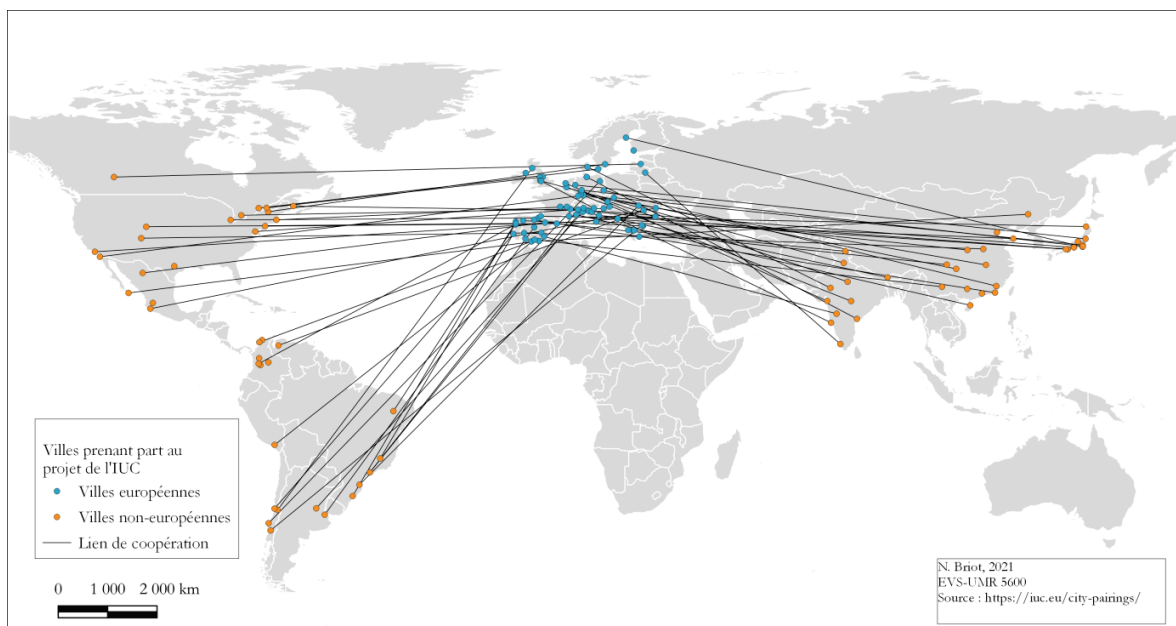 Villes prenant part au
projet de l'IUC
Villes européennes
Villes non-européennes
Lien de coopération
0 1 000 2 000 km
N. Briot, 2021
EVS-UMR 5600
Source : https://iuc.eu/city-pairings/